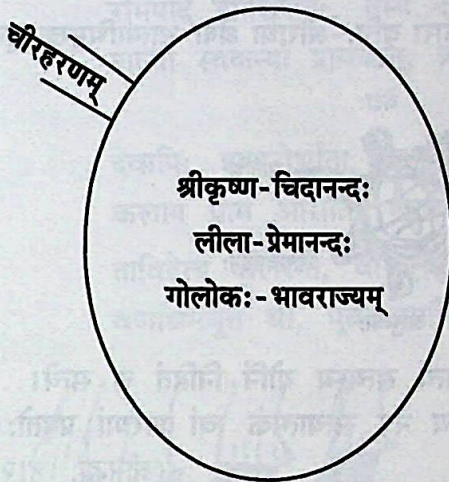 चीरहरणम्
श्रीकृष्ण-चिदानन्दः
लीला-प्रेमानन्दः
गोलोकः-भावराज्यम्